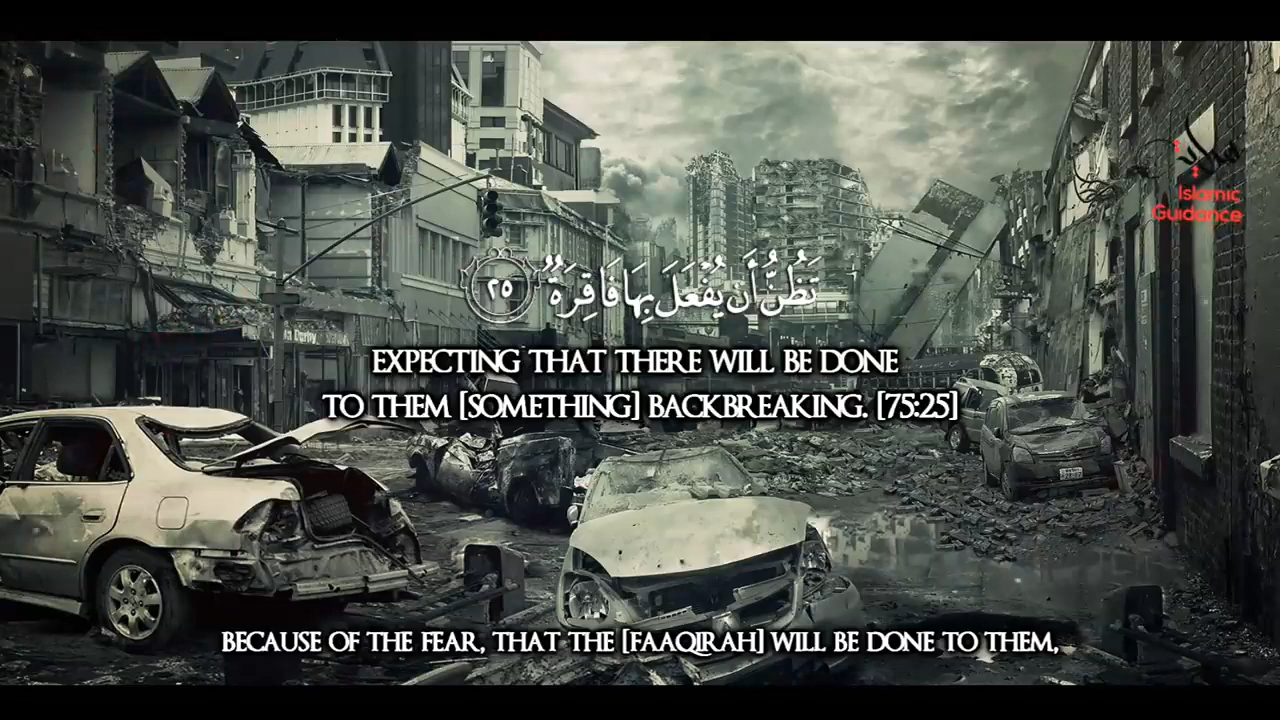 Islamic
Guidance
تَظُنُّ أَن يُفْعَلَ بِهَا فَاقِرَةٌ ٢٥
EXPECTING THAT THERE WILL BE DONE
TO THEM [SOMETHING] BACKBREAKING. [75:25]
BECAUSE OF THE FEAR, THAT THE [FAAQIRAH] WILL BE DONE TO THEM,